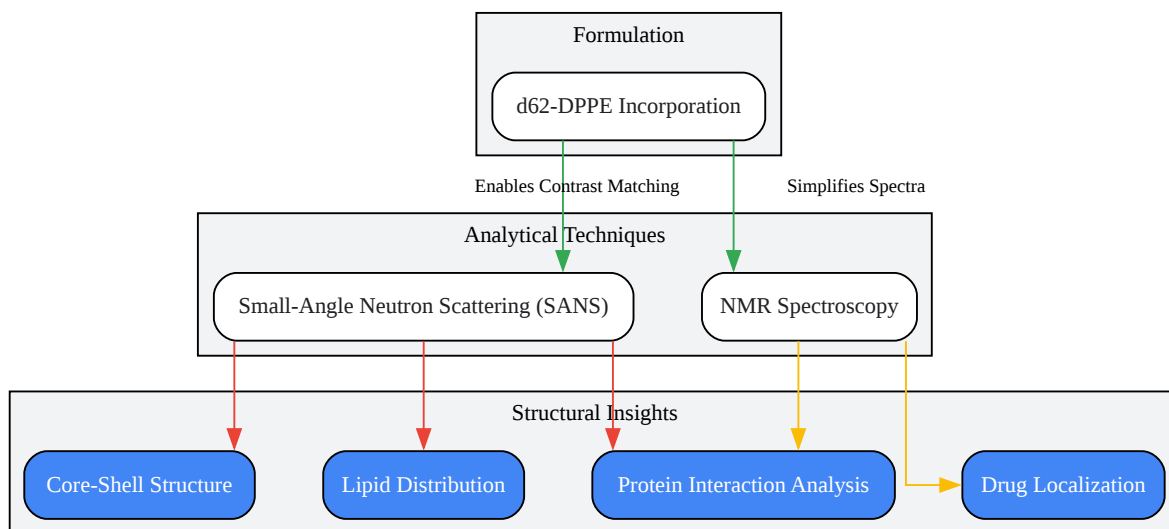 Formulation
d62-DPPE Incorporation
Enables Contrast Matching
Simplifies Spectra
Analytical Techniques
Small-Angle Neutron Scattering (SANS)
NMR Spectroscopy
Structural Insights
Core-Shell Structure
Lipid Distribution
Protein Interaction Analysis
Drug Localization